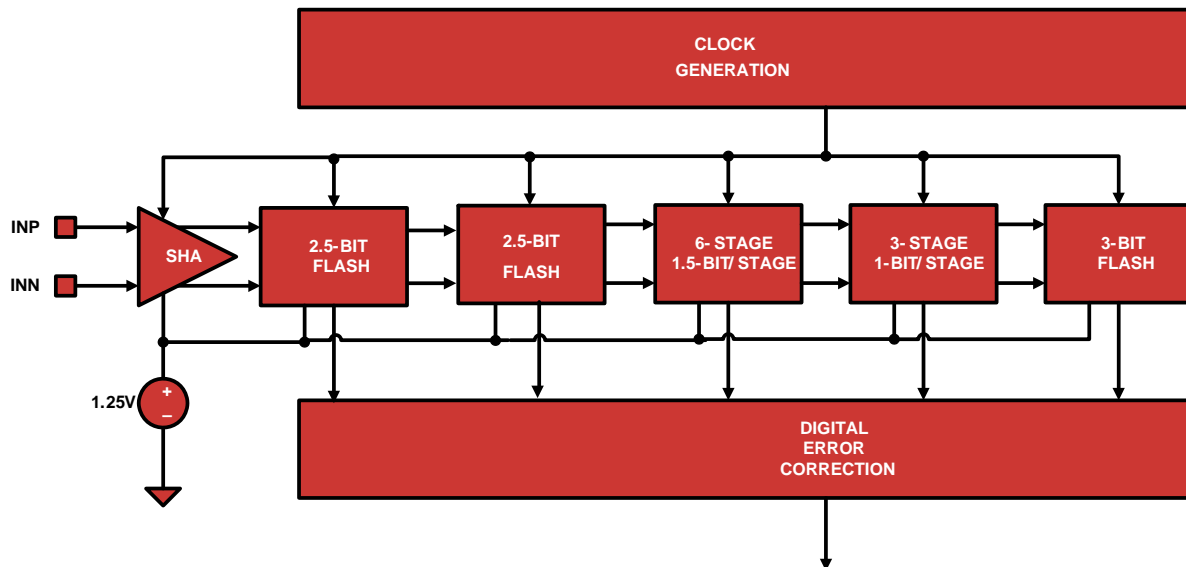 CLOCK
GENERATION
INP
INN
SHA
2.5-BIT
FLASH
2.5-BIT
FLASH
6- STAGE
1.5-BIT/ STAGE
3- STAGE
1-BIT/ STAGE
3-BIT
FLASH
1.25V
+
–
DIGITAL
ERROR
CORRECTION